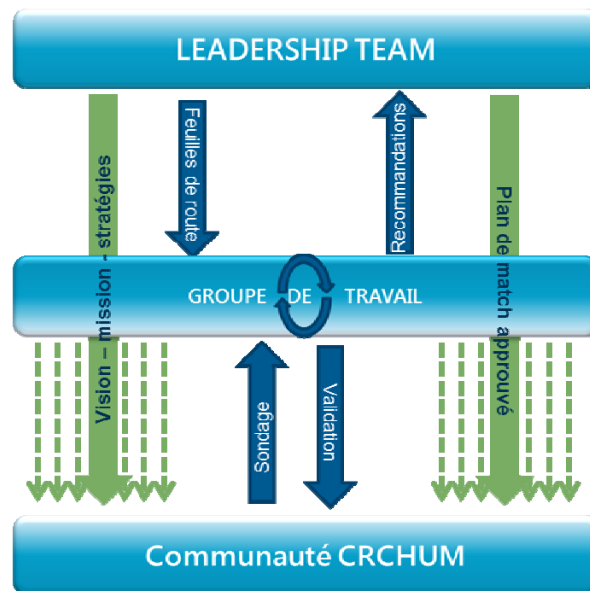 LEADERSHIP TEAM
Vision – mission - stratégies
Feuilles de route
Recommandations
Plan de match approuvé
GROUPE DE TRAVAIL
Sondage
Validation
Communauté CRCHUM